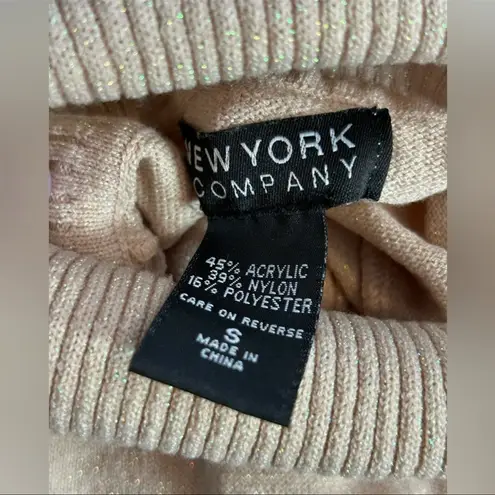 NEW YORK
COMPANY
45% ACRYLIC
39% NYLON
16% POLYESTER
CARE ON REVERSE
S
MADE IN
CHINA